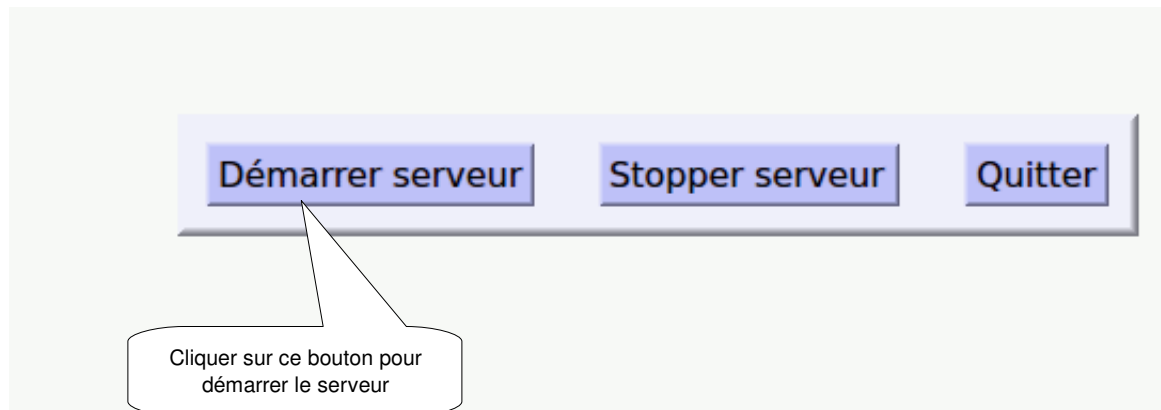 Démarrer serveur Stopper serveur Quitter
Cliquer sur ce bouton pour
démarrer le serveur